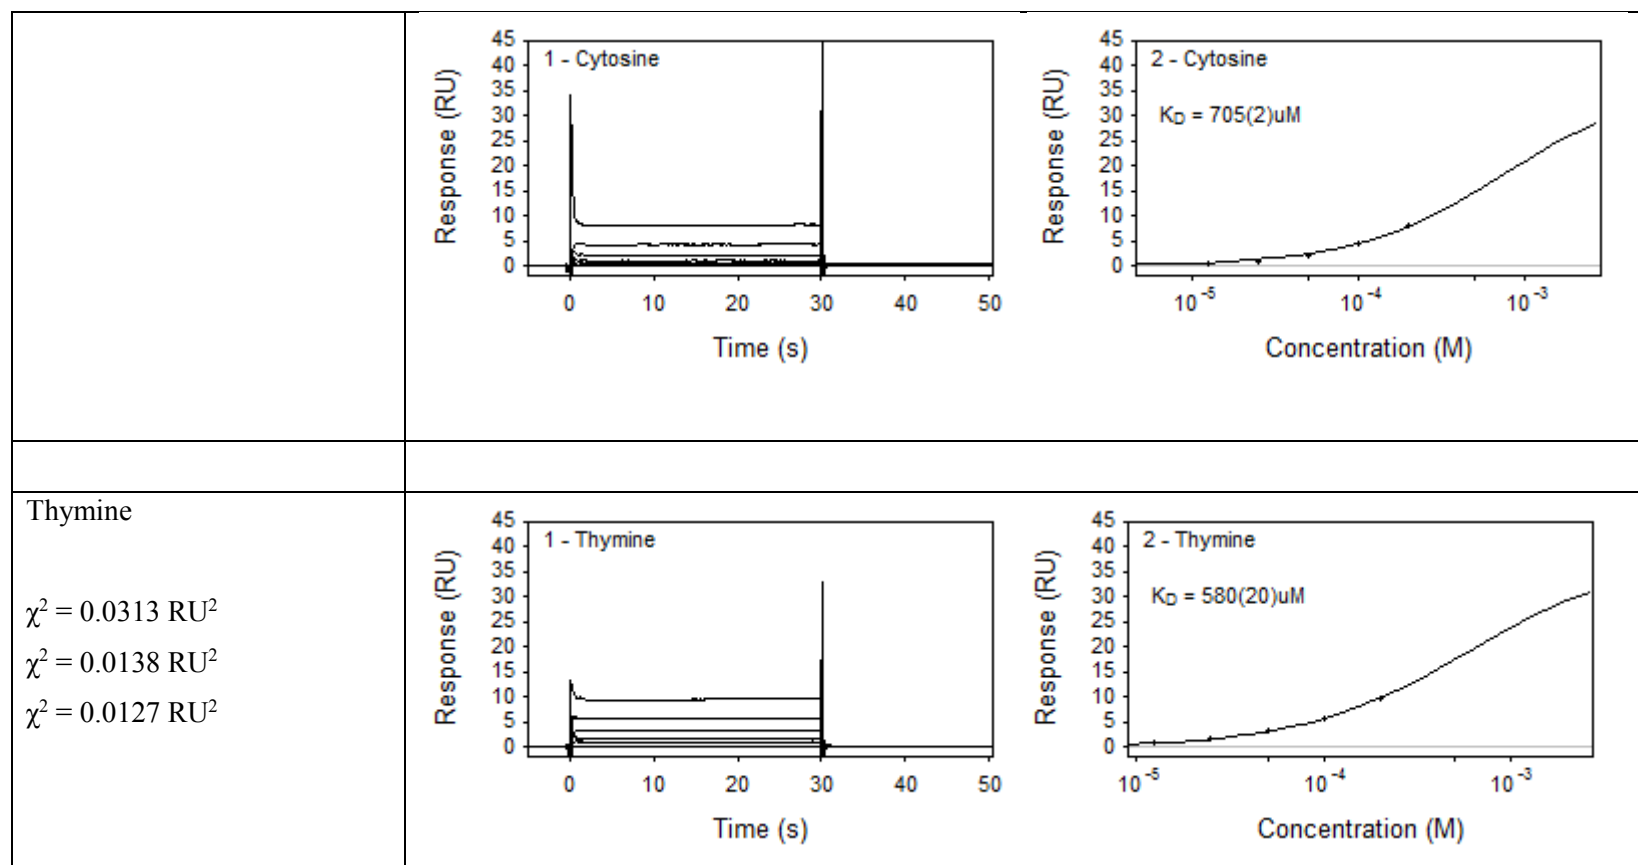 1 - Cytosine
Response (RU)
45
40
35
30
25
20
15
10
5
0
0 10 20 30 40 50
Time (s)
2 - Cytosine
K_D = 705(2)uM
Response (RU)
45
40
35
30
25
20
15
10
5
0
10⁻⁵ 10⁻⁴ 10⁻³
Concentration (M)
Thymine
χ² = 0.0313 RU²
χ² = 0.0138 RU²
χ² = 0.0127 RU²
1 - Thymine
Response (RU)
45
40
35
30
25
20
15
10
5
0
0 10 20 30 40 50
Time (s)
2 - Thymine
K_D = 580(20)uM
Response (RU)
45
40
35
30
25
20
15
10
5
0
10⁻⁵ 10⁻⁴ 10⁻³
Concentration (M)